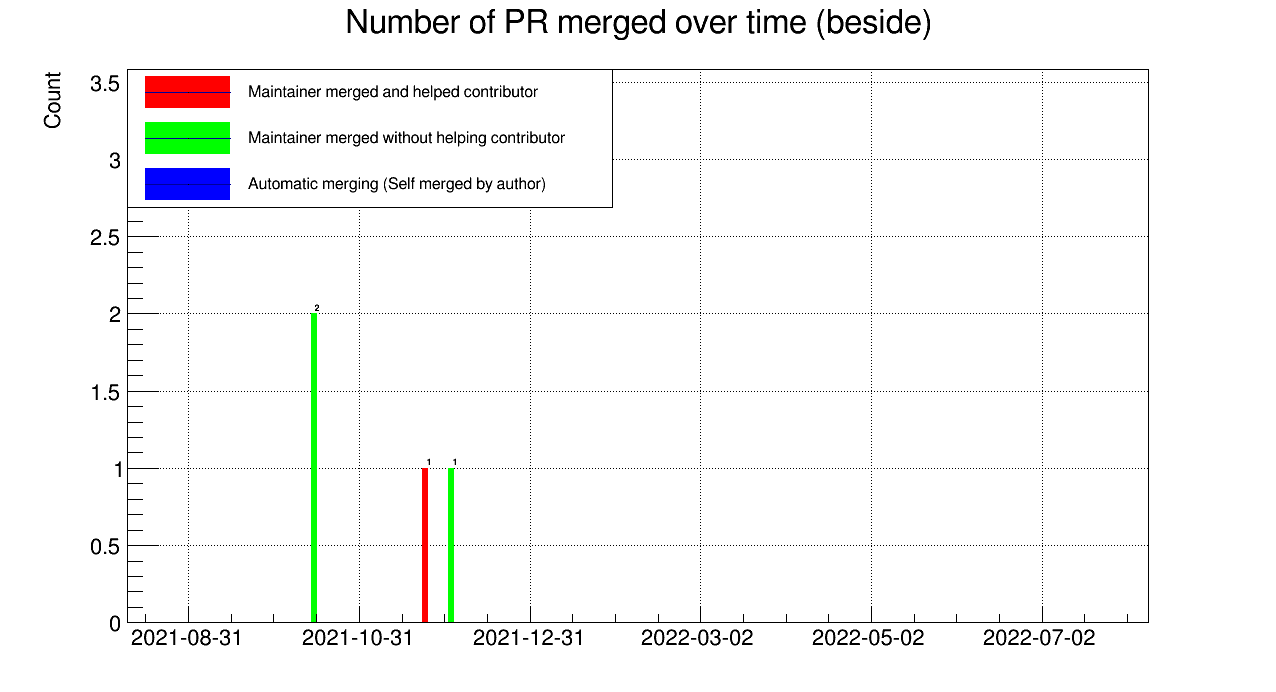 Number of PR merged over time (beside)
Count
3.5
3
2.5
2
1.5
1
0.5
0
Maintainer merged and helped contributor
Maintainer merged without helping contributor
Automatic merging (Self merged by author)
2
1
1
2021-08-31 2021-10-31 2021-12-31 2022-03-02 2022-05-02 2022-07-02